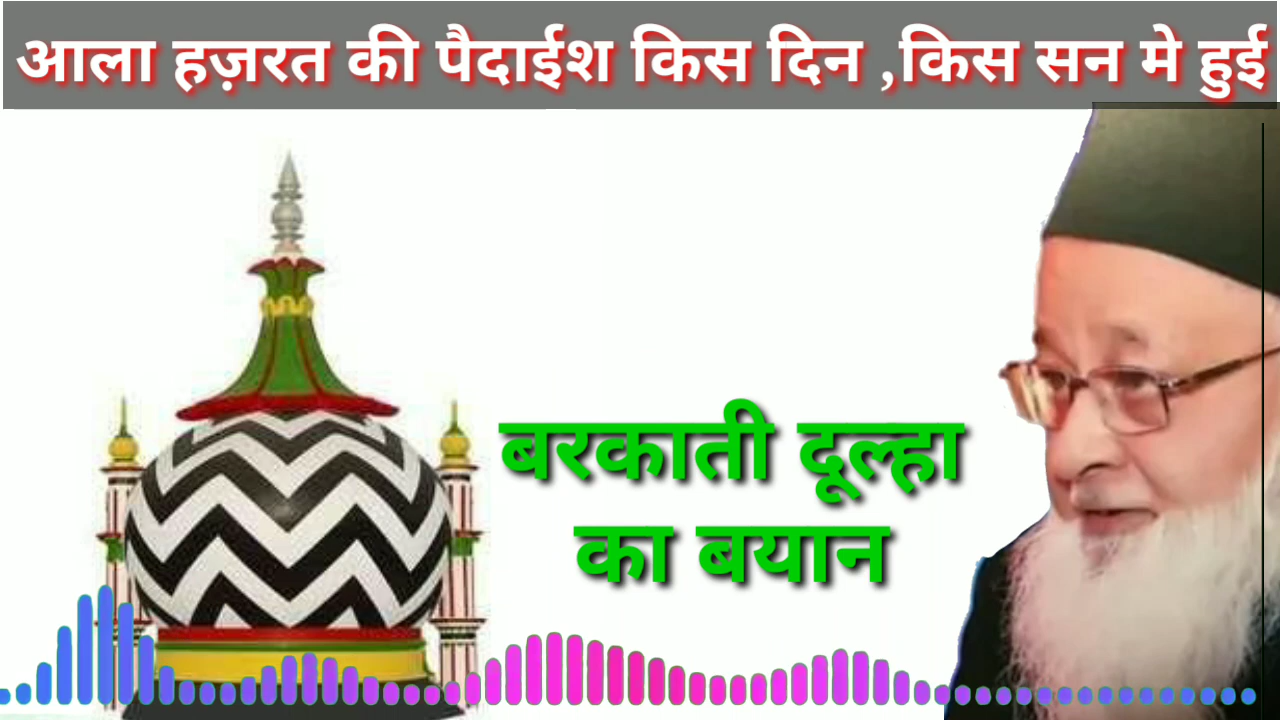 आला हज़रत की पैदाईश किस दिन ,किस सन मे हुई
बरकाती दूल्हा
का बयान